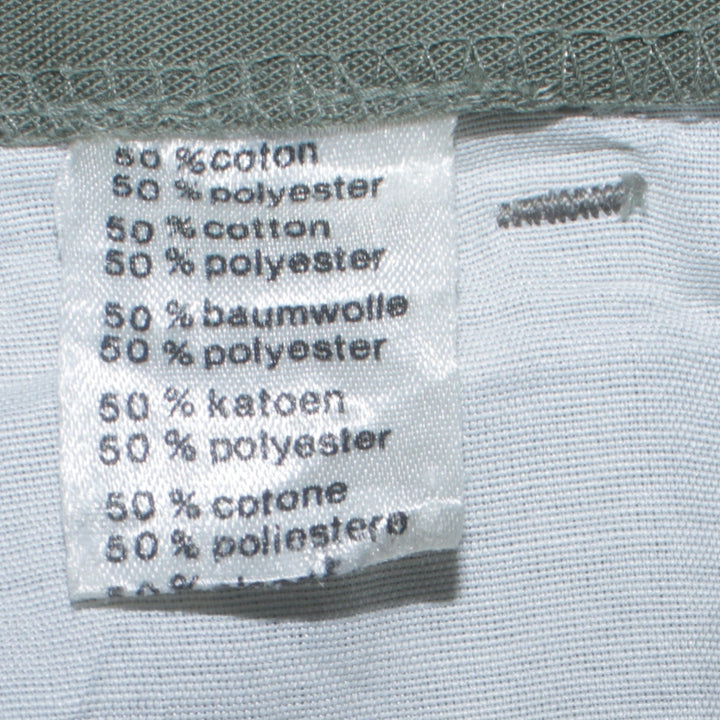 50 % coton
50 % polyester
50 % cotton
50 % polyester
50 % baumwolle
50 % polyester
50 % katoen
50 % polyester
50 % cotone
50 % poliestere
50 %